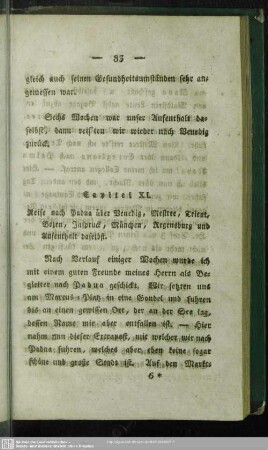 — 83 —
gleich auch seinen Gesundheitsumständen sehr an-
gemessen war.
Sechs Wochen war unser Aufenthalt da-
selbst, dann reis'ten wir wieder nach Venedig
zurück.
Capitel XI.
Reise nach Padua über Venedig, Mestre, Trient,
Bozen, Inspruck, München, Regensburg und
Aufenthalt daselbst.
Nach Verlauf einiger Wochen wurde ich
mit einem guten Freunde meines Herrn als Be-
gleiter nach Padua geschickt. Wir setzten uns
am Marcus-Platz in eine Gondel und fuhren
bis an einen gewissen Ort, der an der See lag,
dessen Name mir aber entfallen ist. — Hier
nahm nun dieser Extrapost, mit welcher wir nach
Padua fuhren, welches aber eben keine sogar
schöne und große Stadt ist. Auf dem Markte
6 *